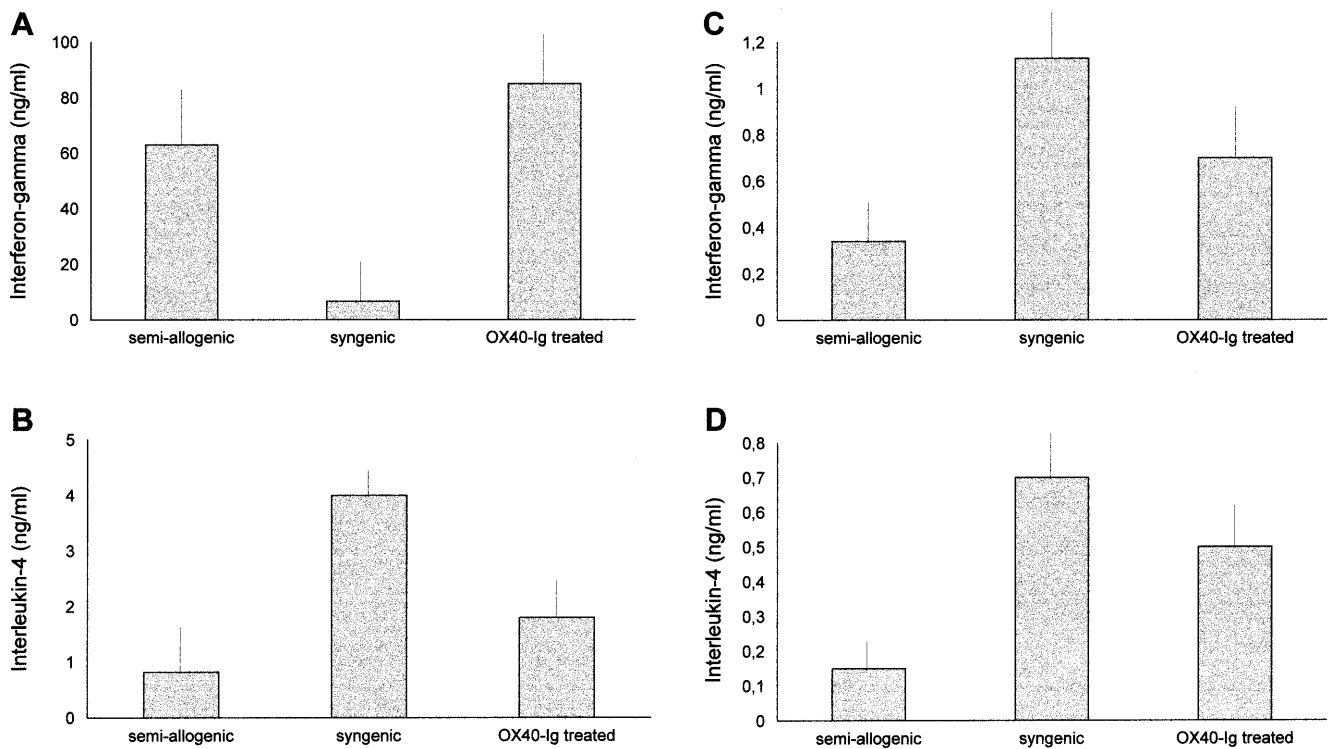 A
Interferon-gamma (ng/ml)
100
80
60
40
20
0
semi-allogenic syngenic OX40-Ig treated
C
Interferon-gamma (ng/ml)
1,2
1
0,8
0,6
0,4
0,2
0
semi-allogenic syngenic OX40-Ig treated
B
Interleukin-4 (ng/ml)
5
4
3
2
1
0
semi-allogenic syngenic OX40-Ig treated
D
Interleukin-4 (ng/ml)
0,8
0,7
0,6
0,5
0,4
0,3
0,2
0,1
0
semi-allogenic syngenic OX40-Ig treated